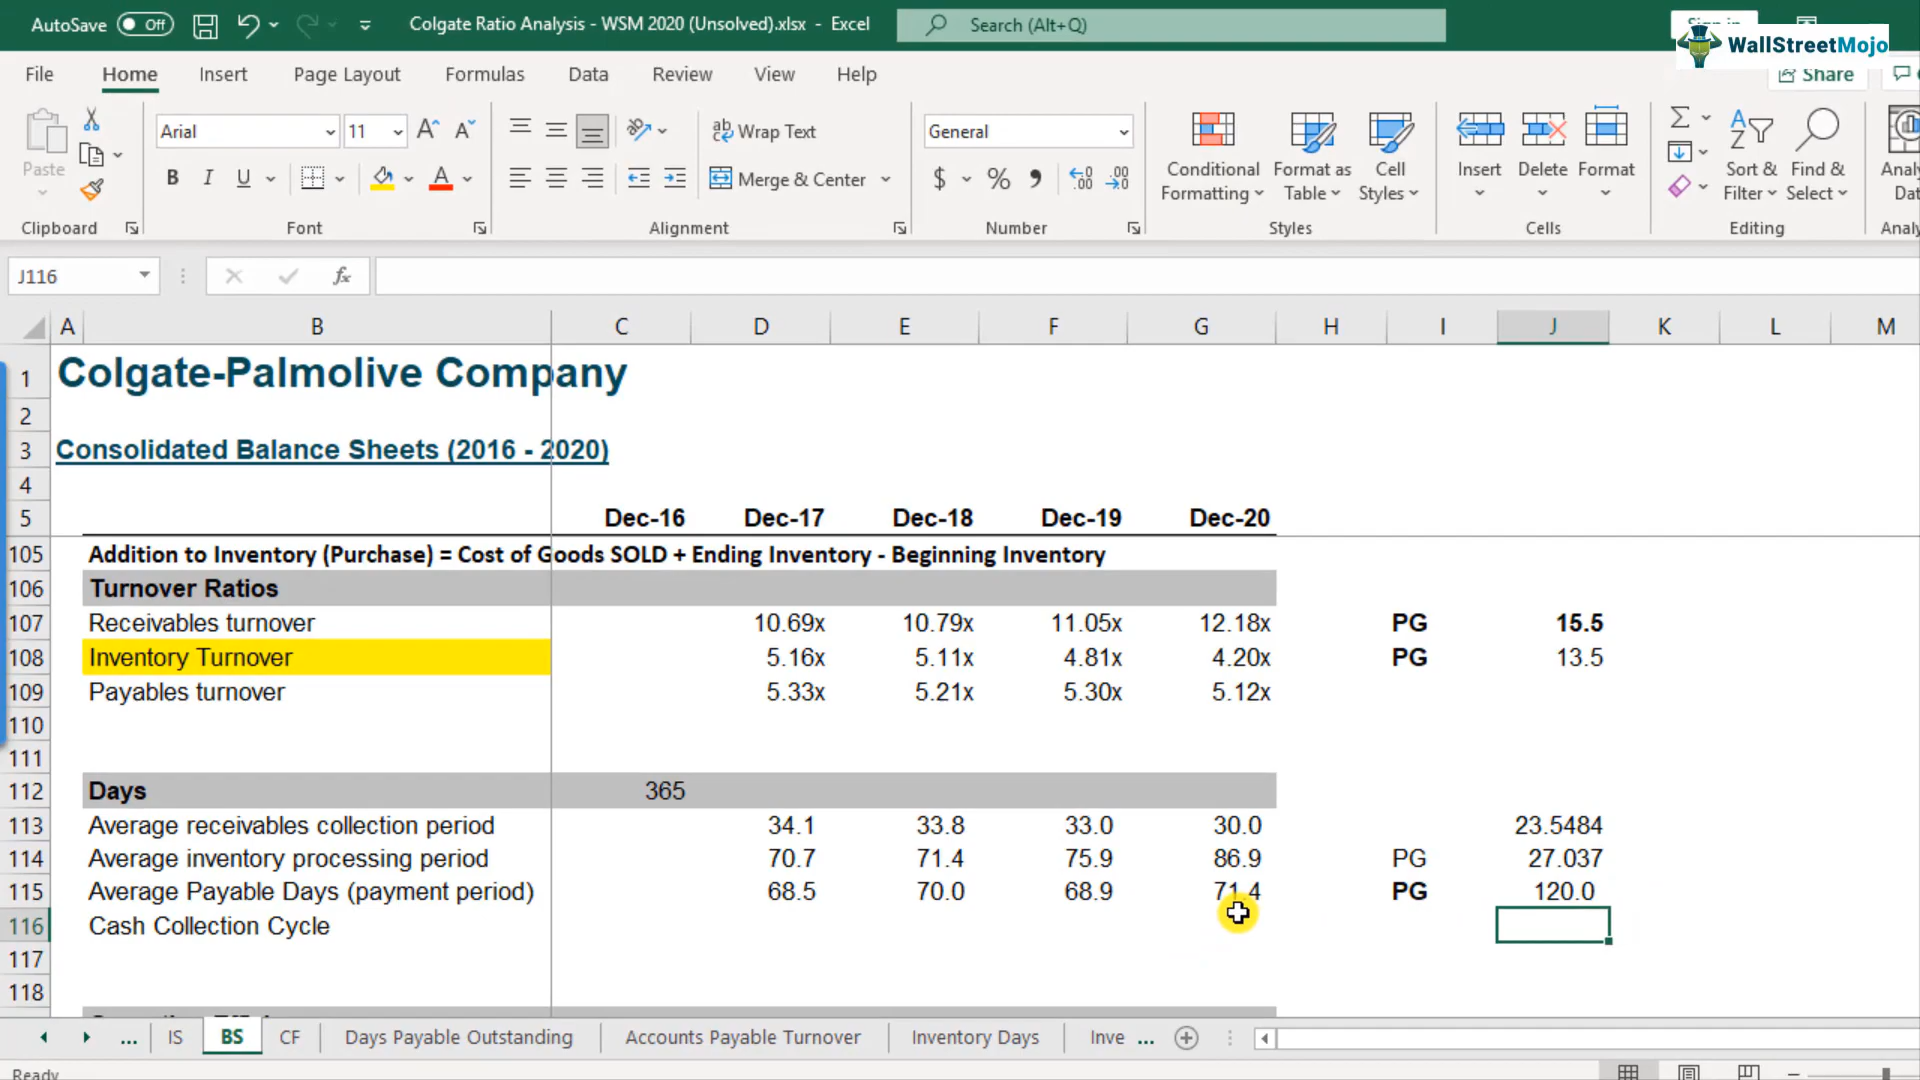 AutoSave Off Colgate Ratio Analysis - WSM 2020 (Unsolved).xlsx - Excel Search (Alt+Q)
WallStreetMojo
File Home Insert Page Layout Formulas Data Review View Help Share
Paste Arial 11 Wrap Text General Conditional Formatting Format as Table Cell Styles Insert Delete Format Sort & Filter Find & Select
B I U Merge & Center $ %
Clipboard Font Alignment Number Styles Cells Editing
J116 fx
A B C D E F G H I J K L M
1 Colgate-Palmolive Company
2
3 Consolidated Balance Sheets (2016 - 2020)
4
5 Dec-16 Dec-17 Dec-18 Dec-19 Dec-20
105 Addition to Inventory (Purchase) = Cost of Goods SOLD + Ending Inventory - Beginning Inventory
106 Turnover Ratios
107 Receivables turnover 10.69x 10.79x 11.05x 12.18x PG 15.5
108 Inventory Turnover 5.16x 5.11x 4.81x 4.20x PG 13.5
109 Payables turnover 5.33x 5.21x 5.30x 5.12x
110
111
112 Days 365
113 Average receivables collection period 34.1 33.8 33.0 30.0 23.5484
114 Average inventory processing period 70.7 71.4 75.9 86.9 PG 27.037
115 Average Payable Days (payment period) 68.5 70.0 68.9 71.4 PG 120.0
116 Cash Collection Cycle
117
118
... IS BS CF Days Payable Outstanding Accounts Payable Turnover Inventory Days Inve ...
Ready